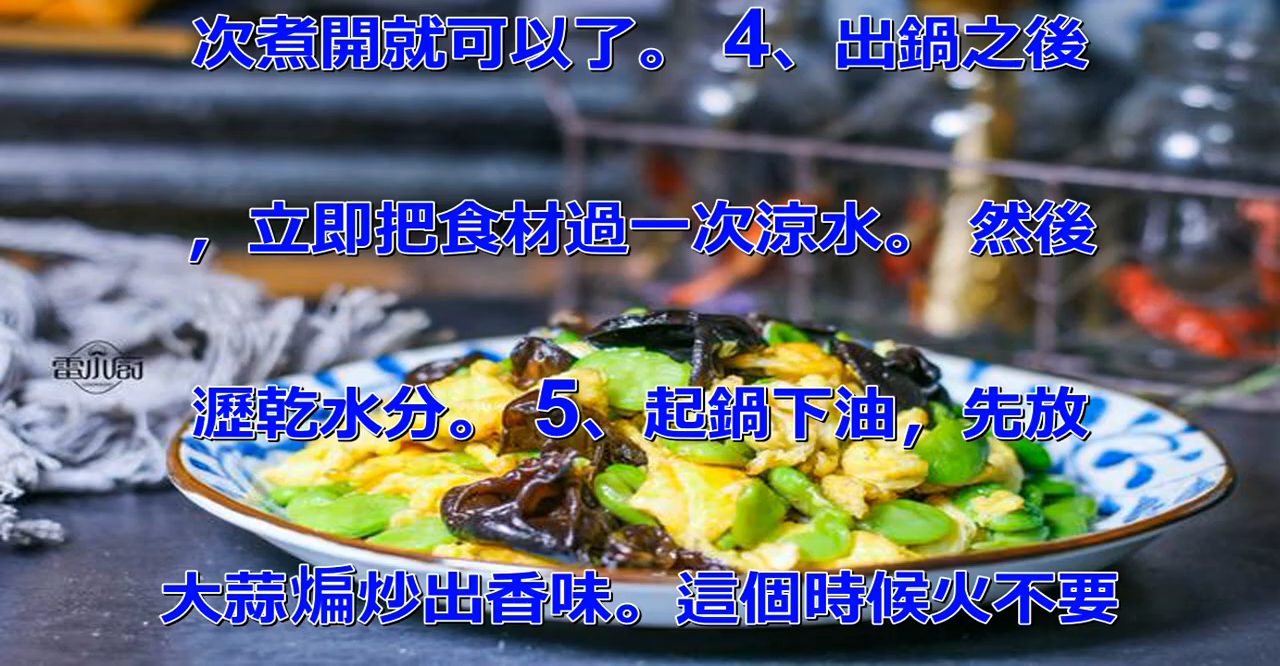 次煮開就可以了。 4、出鍋之後
，立即把食材過一次涼水。 然後
雷小廚
瀝乾水分。 5、起鍋下油，先放
大蒜煸炒出香味。這個時候火不要